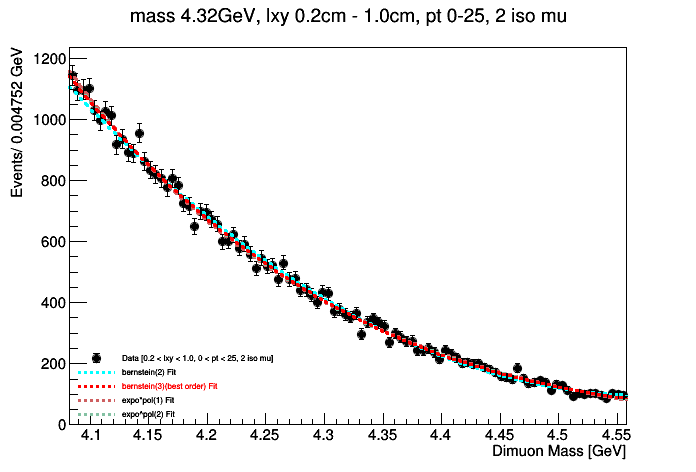 mass 4.32GeV, lxy 0.2cm - 1.0cm, pt 0-25, 2 iso mu
Events/ 0.004752 GeV
1200
1000
800
600
400
200
0
Data [0.2 < lxy < 1.0, 0 < pt < 25, 2 iso mu]
bernstein(2) Fit
bernstein(3)(best order) Fit
expo*pol(1) Fit
expo*pol(2) Fit
4.1 4.15 4.2 4.25 4.3 4.35 4.4 4.45 4.5 4.55
Dimuon Mass [GeV]